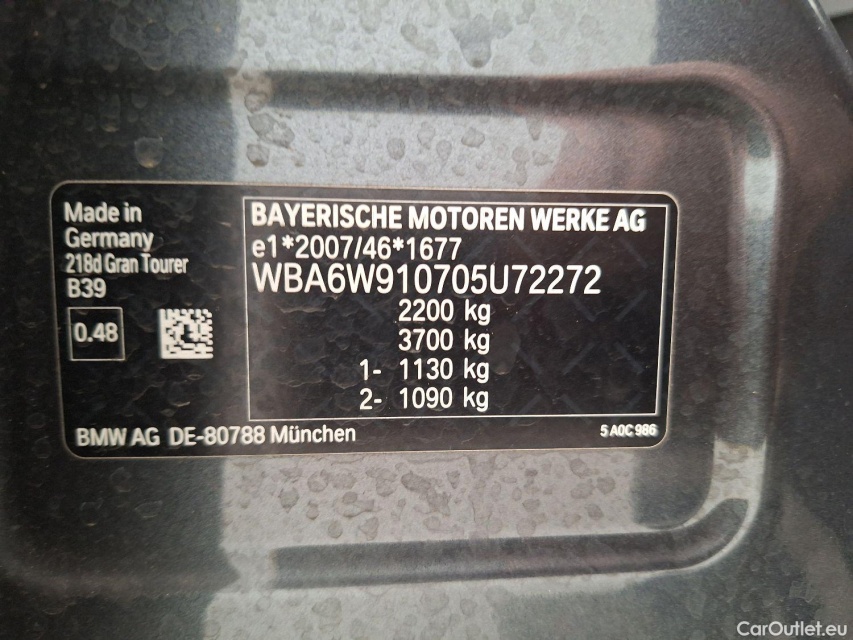 Made in
Germany
218d Gran Tourer
B39
0.48
BAYERISCHE MOTOREN WERKE AG
e1*2007/46*1677
WBA6W910705U72272
2200 kg
3700 kg
1- 1130 kg
2- 1090 kg
BMW AG DE-80788 München
5 A0C 986
CarOutlet.eu